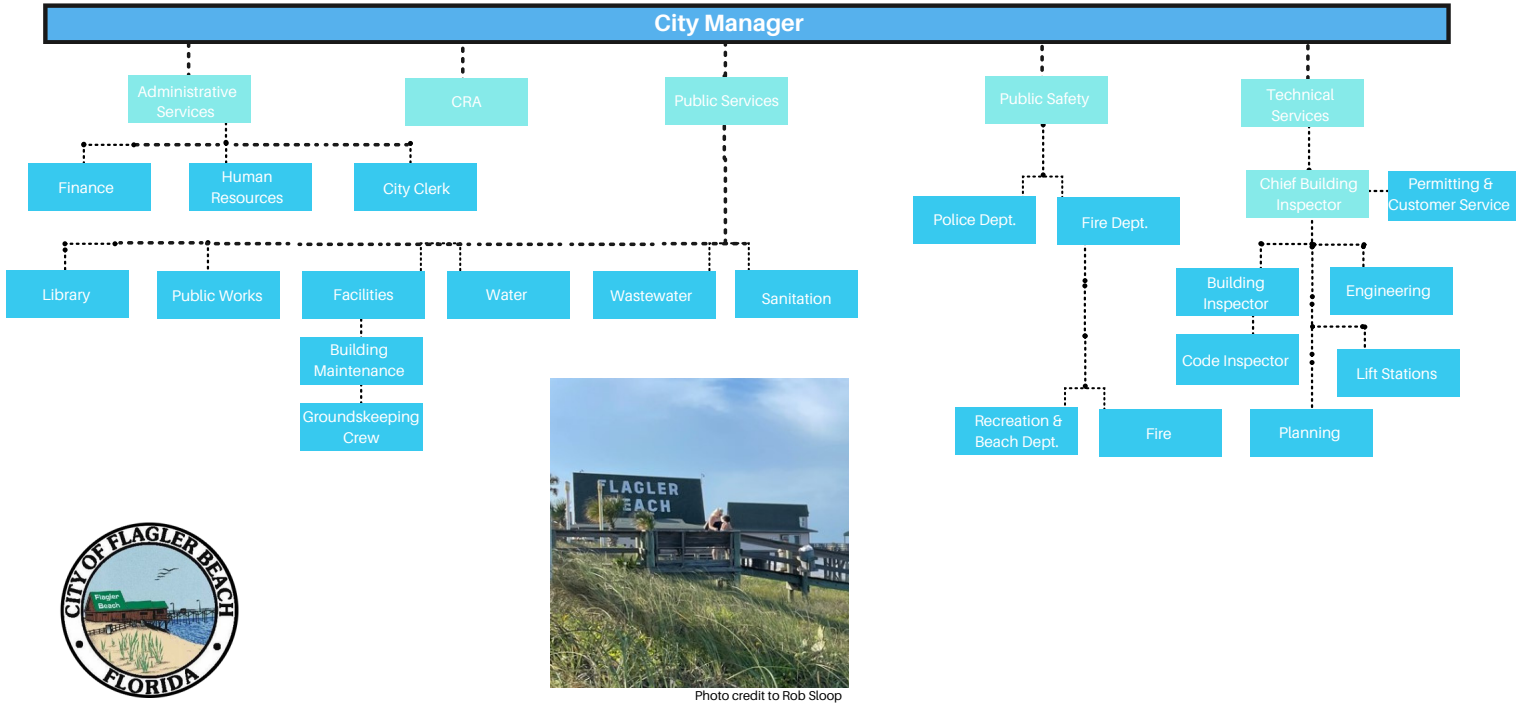 City Manager
Administrative
Services
CRA
Public Services
Public Safety
Technical
Services
Finance
Human
Resources
City Clerk
Police Dept.
Fire Dept.
Chief Building
Inspector
Permitting &
Customer Service
Library
Public Works
Facilities
Water
Wastewater
Sanitation
Building
Inspector
Engineering
Building
Maintenance
Code Inspector
Lift Stations
Groundskeeping
Crew
Recreation &
Beach Dept.
Fire
Planning
FLAGLER
EACH
CITY OF FLAGLER BEACH
Flagler
Beach
FLORIDA
Photo credit to Rob Sloop